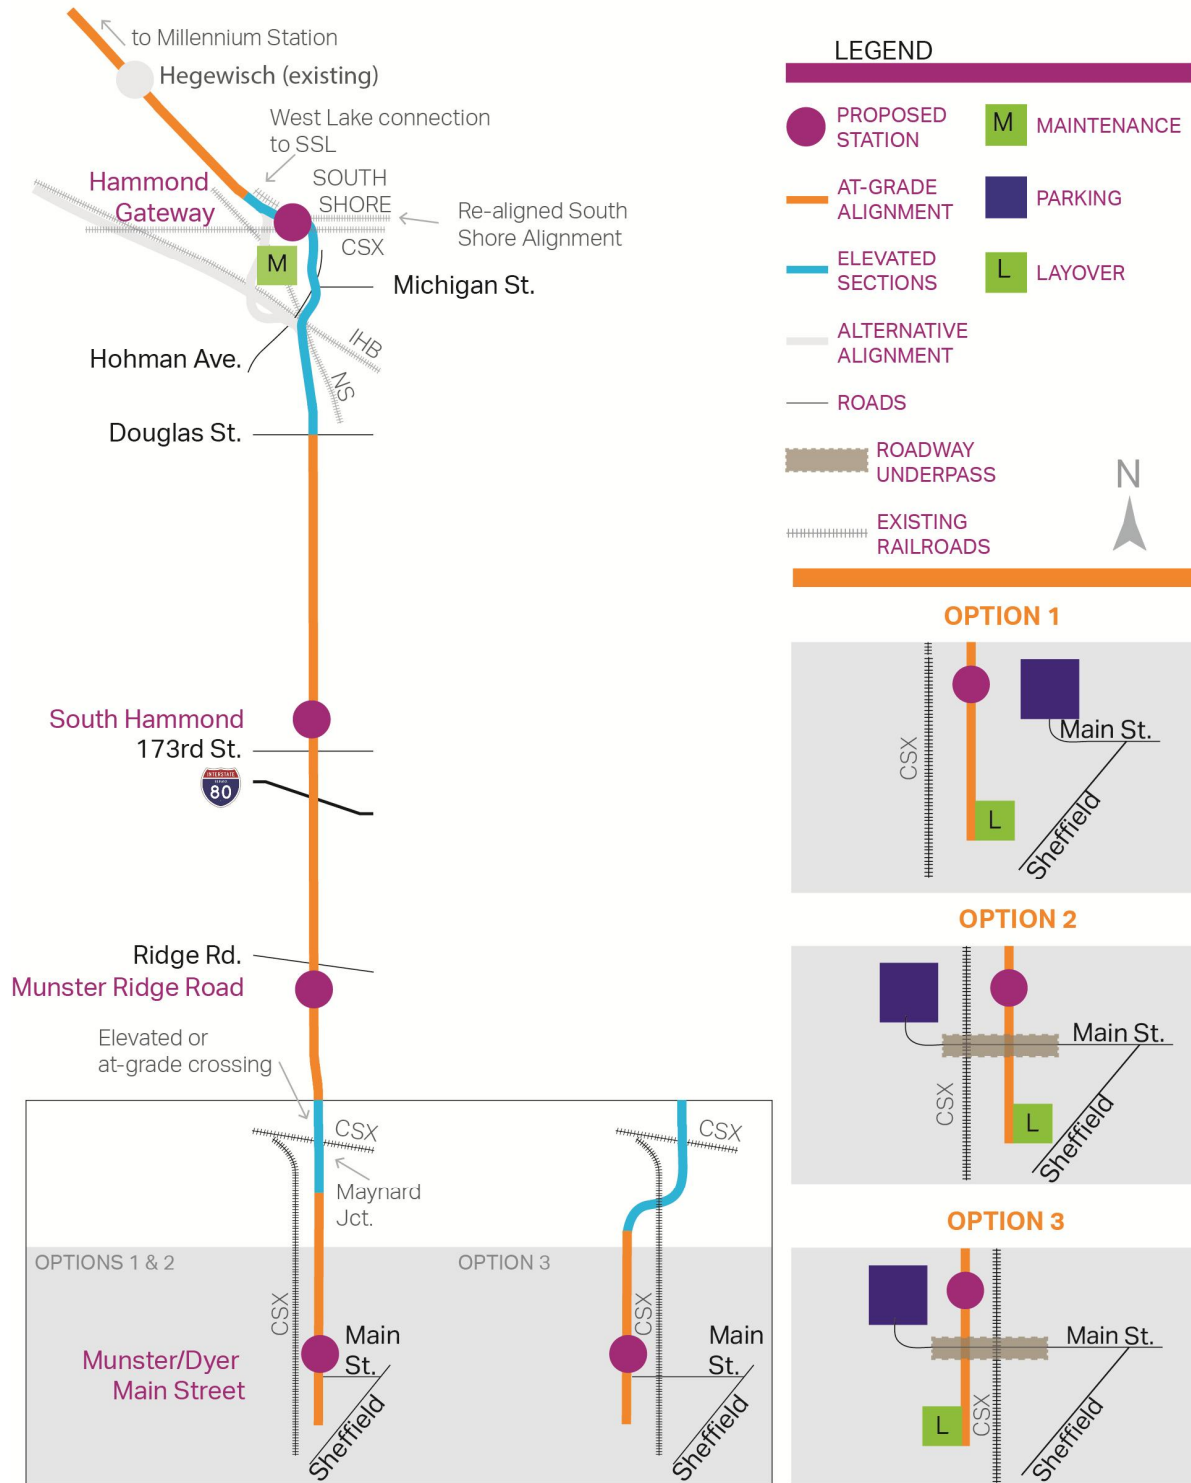 to Millennium Station
Hegewisch (existing)
West Lake connection
to SSL
Hammond
Gateway
SOUTH
SHORE
CSX
Re-aligned South
Shore Alignment
M
Michigan St.
Hohman Ave.
IHB
NS
Douglas St.
South Hammond
173rd St.
INTERSTATE
80
Ridge Rd.
Munster Ridge Road
Elevated or
at-grade crossing
CSX
Maynard
Jct.
CSX
OPTIONS 1 & 2
OPTION 3
CSX
CSX
Munster/Dyer
Main Street
Main
St.
Sheffield
Main
St.
Sheffield
LEGEND
PROPOSED
STATION
M
MAINTENANCE
AT-GRADE
ALIGNMENT
PARKING
ELEVATED
SECTIONS
L
LAYOVER
ALTERNATIVE
ALIGNMENT
ROADS
ROADWAY
UNDERPASS
EXISTING
RAILROADS
N
OPTION 1
CSX
Main St.
L
Sheffield
OPTION 2
CSX
Main St.
L
Sheffield
OPTION 3
CSX
Main St.
L
Sheffield